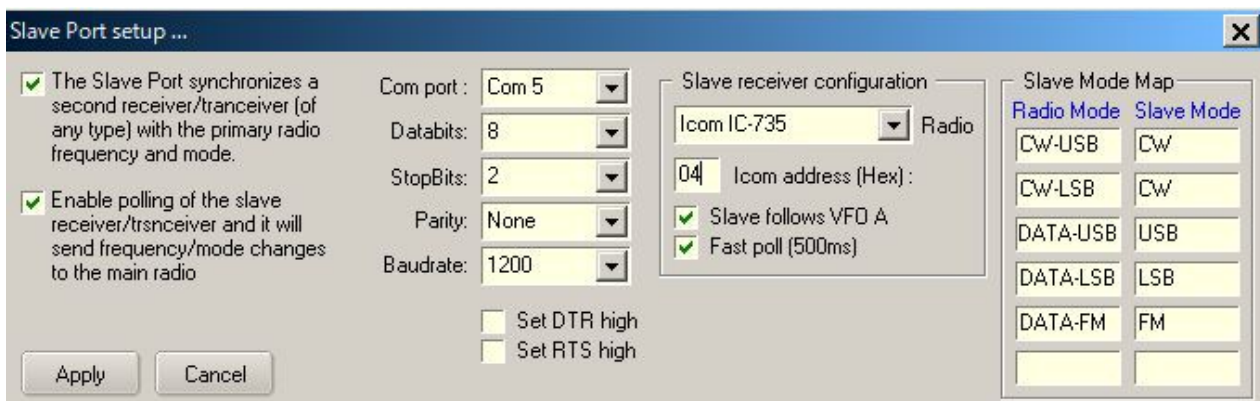 Slave Port setup ...
The Slave Port synchronizes a
second receiver/tranceiver (of
any type) with the primary radio
frequency and mode.
Enable polling of the slave
receiver/trsnceiver and it will
send frequency/mode changes
to the main radio
Apply
Cancel
Com port : Com 5
Databits: 8
StopBits: 2
Parity: None
Baudrate: 1200
Set DTR high
Set RTS high
Slave receiver configuration
Icom IC-735 Radio
04 Icom address (Hex) :
Slave follows VFO A
Fast poll (500ms)
Slave Mode Map
Radio Mode Slave Mode
CW-USB CW
CW-LSB CW
DATA-USB USB
DATA-LSB LSB
DATA-FM FM